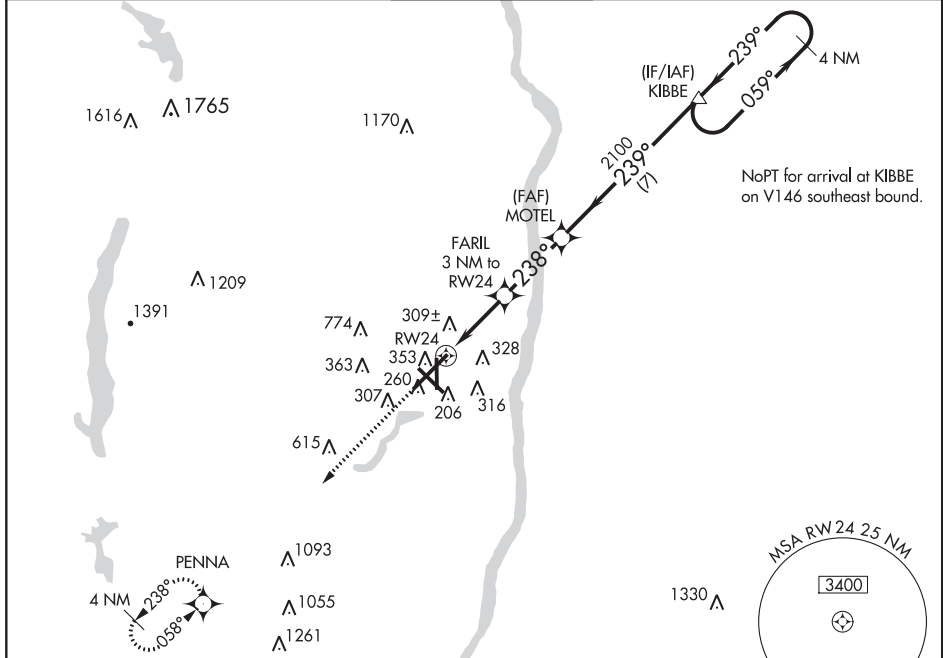 239°
4 NM
(IF/IAF)
KIBBE
059°
1616
1765
1170
2100
239°
(7)
NoPT for arrival at KIBBE
on V146 southeast bound.
(FAF)
MOTEL
FARIL
3 NM to
RW24
238°
1209
1391
309±
774
RW24
353
328
363
260
307
206
316
615
MSA RW24 25 NM
3400
1093
PENNA
4 NM
238°
058°
1055
1330
1261